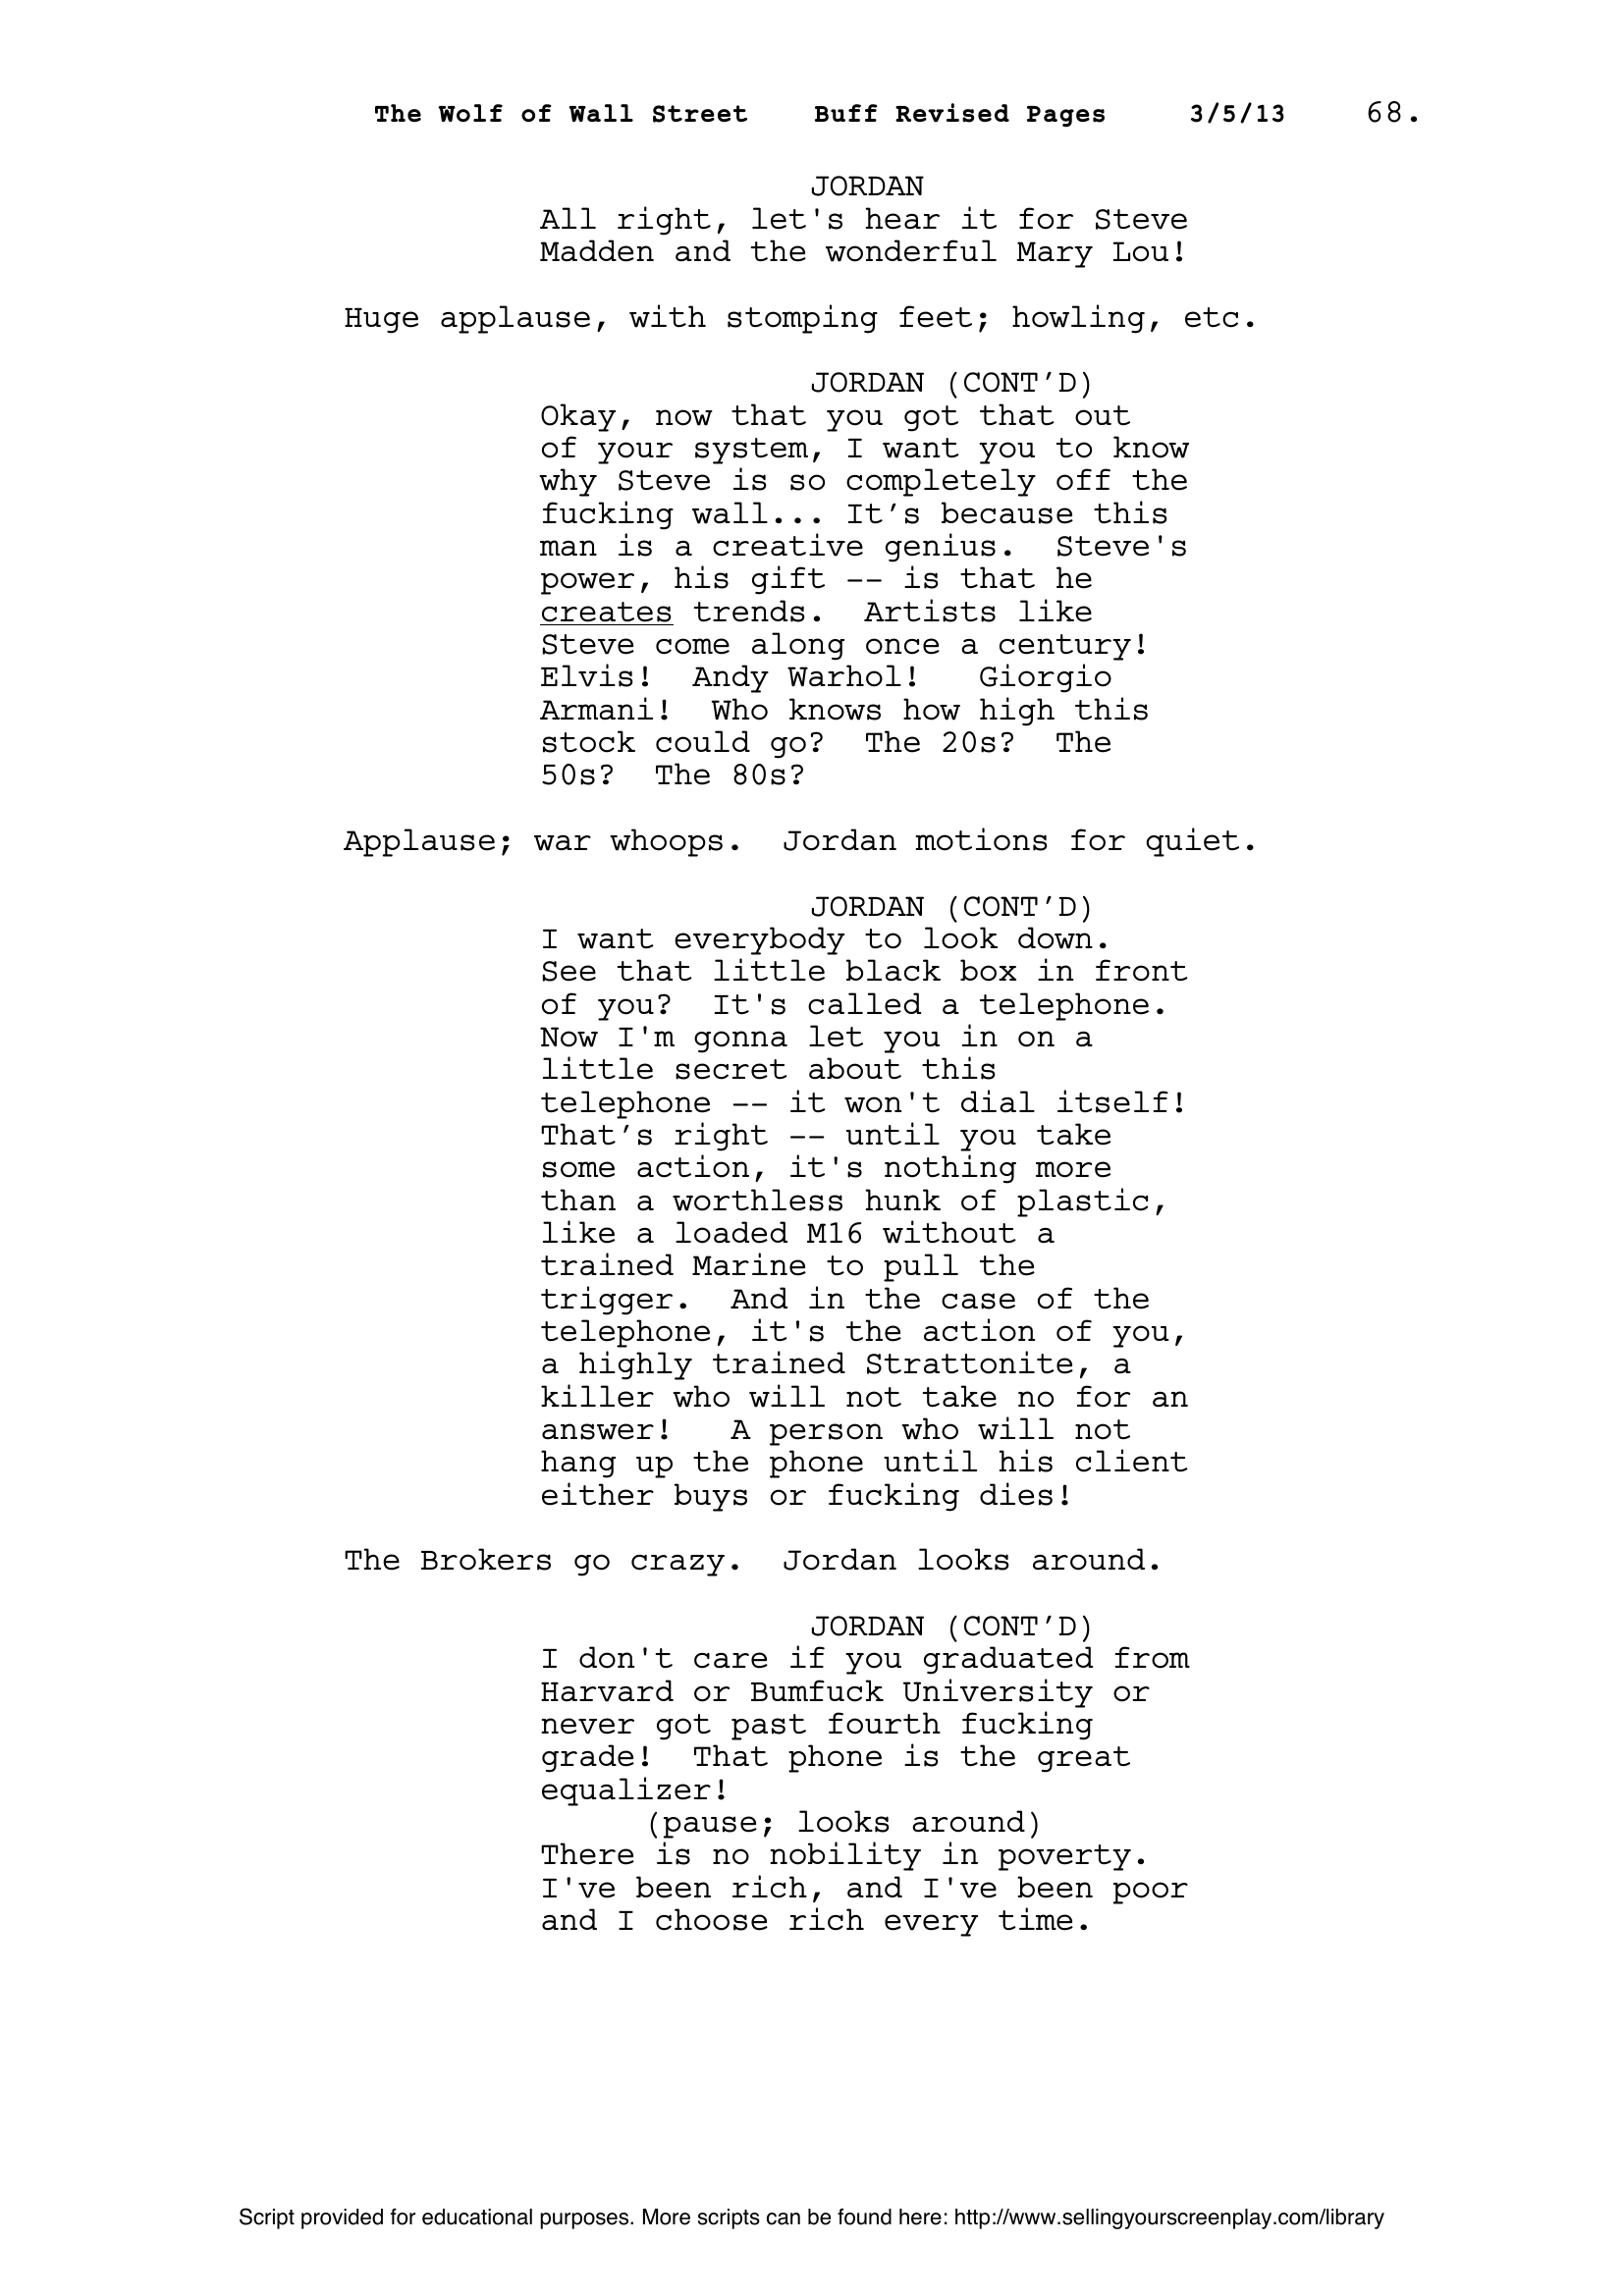 The Wolf of Wall Street    Buff Revised Pages    3/5/13    68.
JORDAN
All right, let's hear it for Steve
Madden and the wonderful Mary Lou!
Huge applause, with stomping feet; howling, etc.
JORDAN (CONT’D)
Okay, now that you got that out
of your system, I want you to know
why Steve is so completely off the
fucking wall... It’s because this
man is a creative genius.  Steve's
power, his gift -- is that he
creates trends.  Artists like
Steve come along once a century!
Elvis!  Andy Warhol!   Giorgio
Armani!  Who knows how high this
stock could go?  The 20s?  The
50s?  The 80s?
Applause; war whoops.  Jordan motions for quiet.
JORDAN (CONT’D)
I want everybody to look down.
See that little black box in front
of you?  It's called a telephone.
Now I'm gonna let you in on a
little secret about this
telephone -- it won't dial itself!
That’s right -- until you take
some action, it's nothing more
than a worthless hunk of plastic,
like a loaded M16 without a
trained Marine to pull the
trigger.  And in the case of the
telephone, it's the action of you,
a highly trained Strattonite, a
killer who will not take no for an
answer!   A person who will not
hang up the phone until his client
either buys or fucking dies!
The Brokers go crazy.  Jordan looks around.
JORDAN (CONT’D)
I don't care if you graduated from
Harvard or Bumfuck University or
never got past fourth fucking
grade!  That phone is the great
equalizer!
(pause; looks around)
There is no nobility in poverty.
I've been rich, and I've been poor
and I choose rich every time.
Script provided for educational purposes. More scripts can be found here: http://www.sellingyourscreenplay.com/library